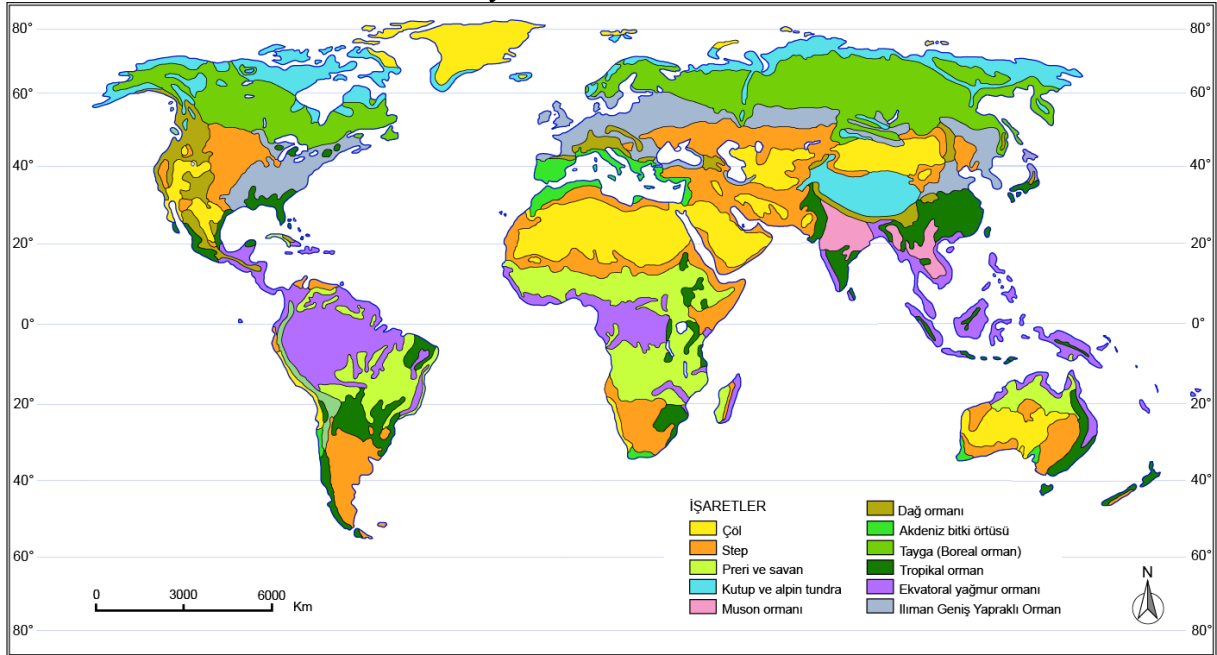 80° 80°
60° 60°
40° 40°
20° 20°
0° 0°
20° 20°
40° 40°
60° 60°
80° 80°
İŞARETLER
Çöl
Step
Preri ve savan
Kutup ve alpin tundra
Muson ormanı
Dağ ormanı
Akdeniz bitki örtüsü
Tayga (Boreal orman)
Tropikal orman
Ekvatoral yağmur ormanı
Ilıman Geniş Yapraklı Orman
0 3000 6000
Km
N